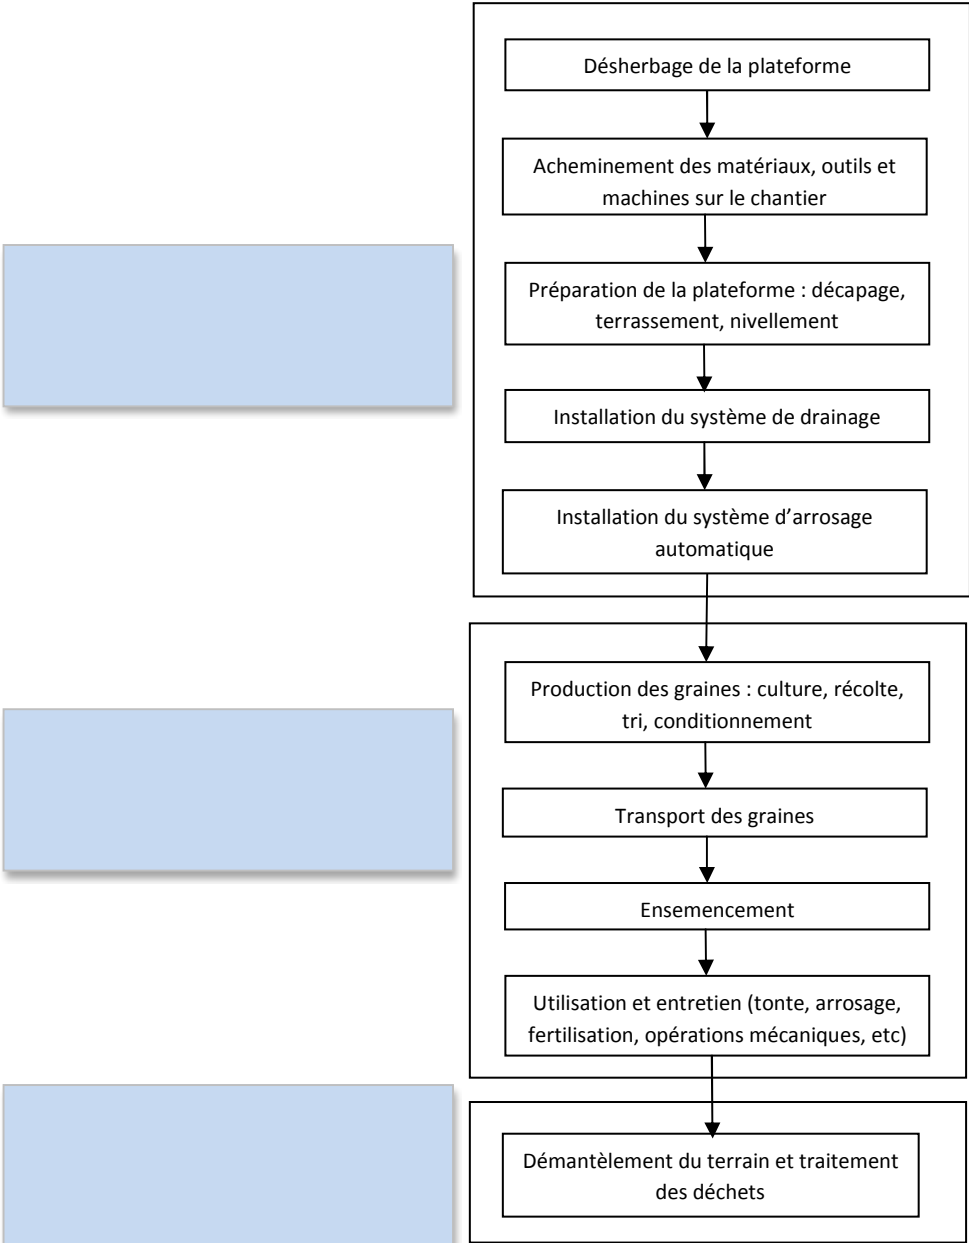 Désherbage de la plateforme
Acheminement des matériaux, outils et
machines sur le chantier
Préparation de la plateforme : décapage,
terrassement, nivellement
Installation du système de drainage
Installation du système d’arrosage
automatique
Production des graines : culture, récolte,
tri, conditionnement
Transport des graines
Ensemencement
Utilisation et entretien (tonte, arrosage,
fertilisation, opérations mécaniques, etc)
Démantèlement du terrain et traitement
des déchets